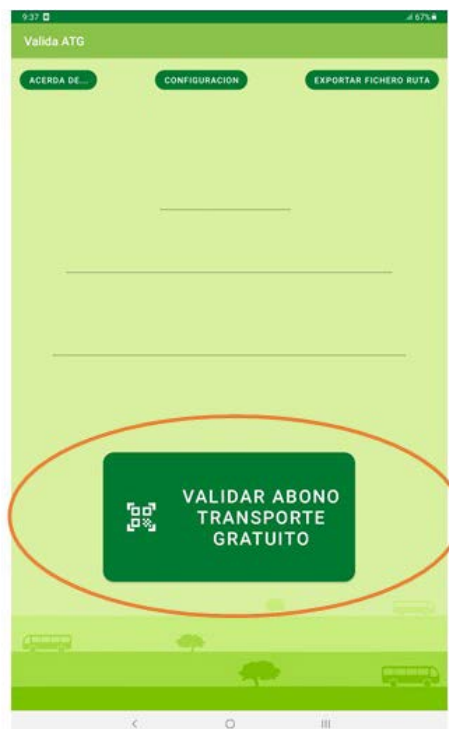 9:37 67%
Valida ATG
ACERDA DE... CONFIGURACION EXPORTAR FICHERO RUTA
VALIDAR ABONO
TRANSPORTE
GRATUITO